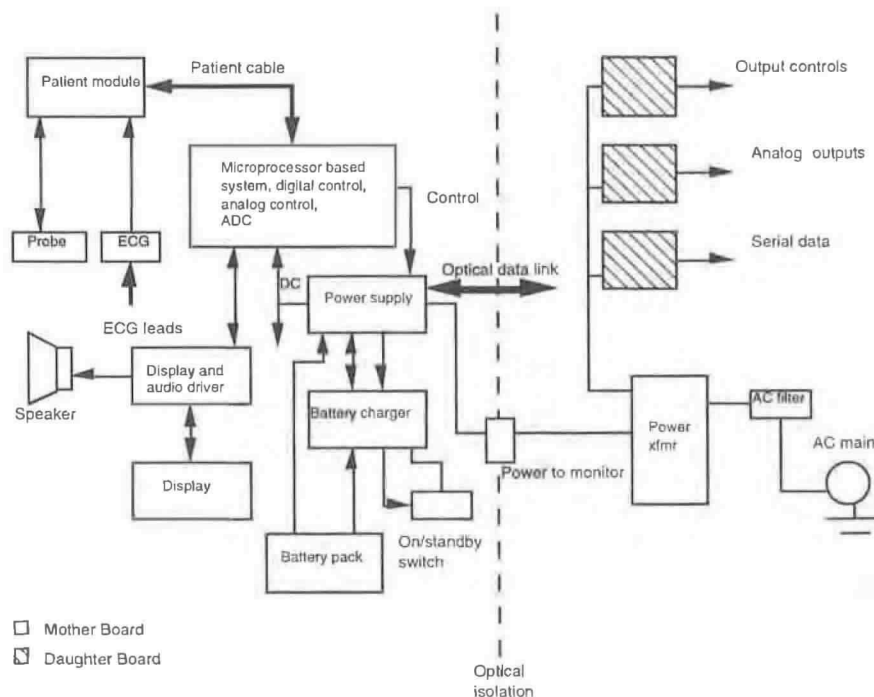 Patient cable
Patient module
Output controls
Microprocessor based
system, digital control,
analog control,
ADC
Analog outputs
Control
Probe
ECG
Serial data
Optical data link
DC
Power supply
ECG leads
Display and
audio driver
Speaker
Battery charger
Power
xfmr
AC filter
AC main
Power to monitor
Display
On/standby
switch
Battery pack
Mother Board
Daughter Board
Optical
isolation